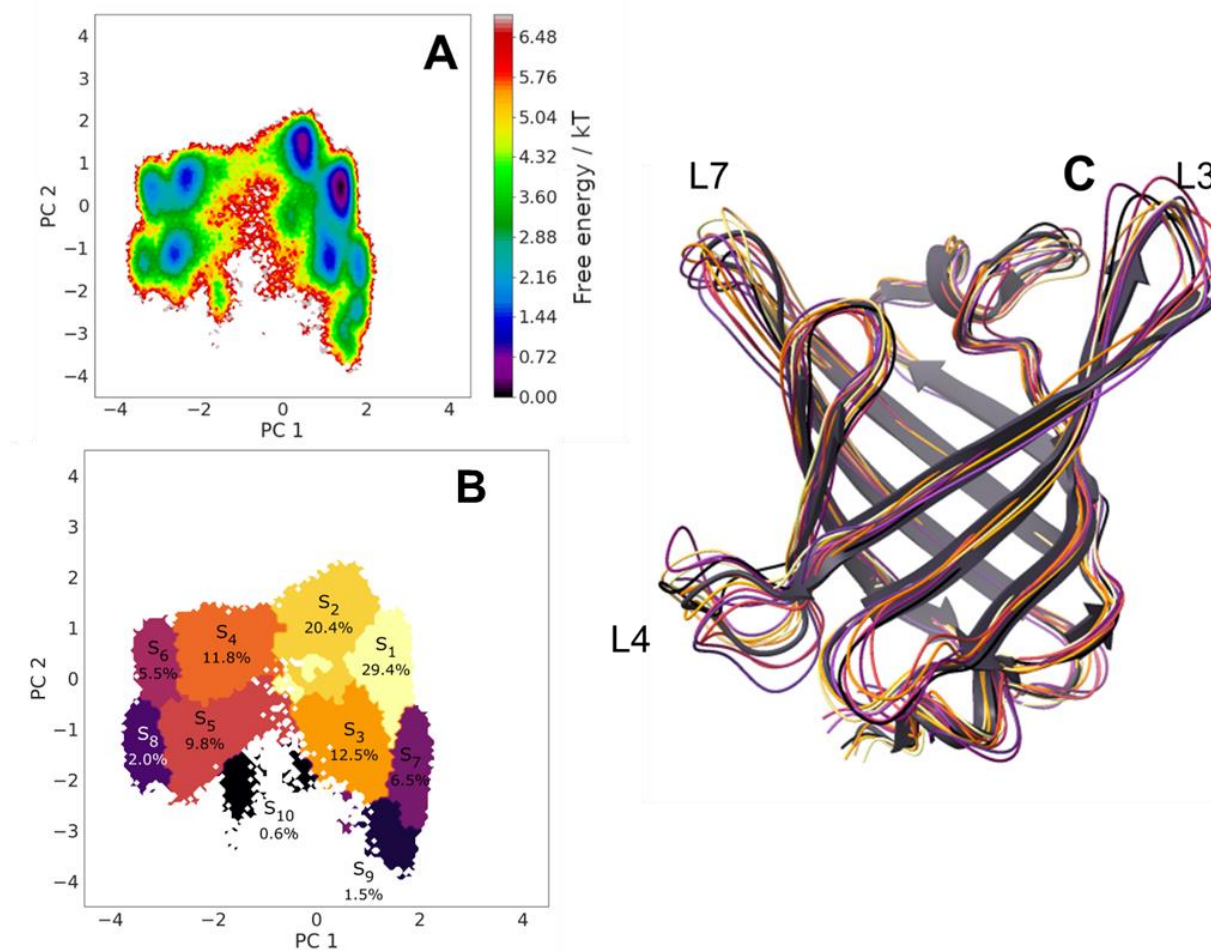 A
4
3
2
1
0
−1
−2
−3
−4
PC 2
−4
−2
0
2
4
PC 1
6.48
5.76
5.04
4.32
3.60
2.88
2.16
1.44
0.72
0.00
Free energy / kT
B
4
3
2
1
0
−1
−2
−3
−4
PC 2
S2
20.4%
S4
11.8%
S6
5.5%
S1
29.4%
S5
9.8%
S8
2.0%
S3
12.5%
S7
6.5%
S10
0.6%
S9
1.5%
−4
−2
0
2
4
PC 1
C
L7
L3
L4